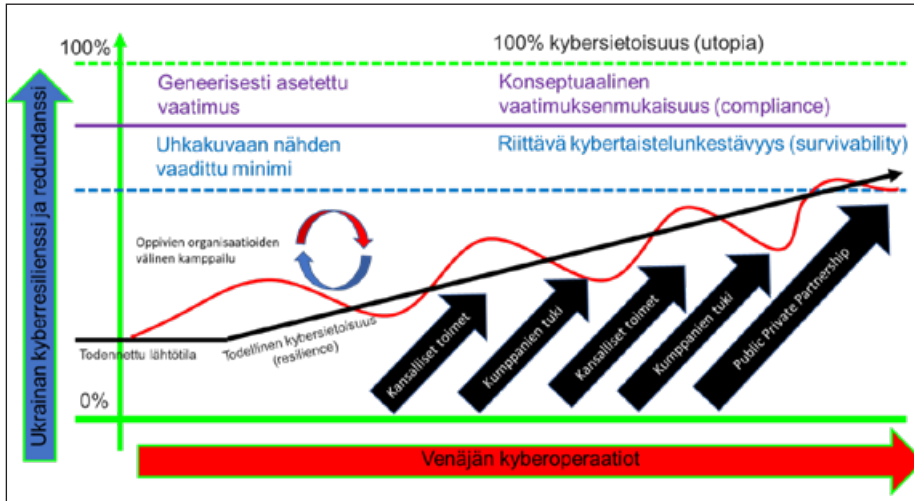 100%
100% kybersietoisuus (utopia)
Geneerisesti asetettu
vaatimus
Konseptuaalinen
vaatimuksenmukaisuus (compliance)
Uhkakuvaan nähden
vaadittu minimi
Riittävä kybertaistelunkestävyys (survivability)
Ukrainan kyberresilienssi ja redundanssi
Oppivien organisaatioiden
välinen kamppailu
Todennettu lähtötila
Todellinen kybersietoisuus
(resilience)
Kansalliset toimet
Kumppanien tuki
Kansalliset toimet
Kumppanien tuki
Public Private Partnership
0%
Venäjän kyberoperaatiot